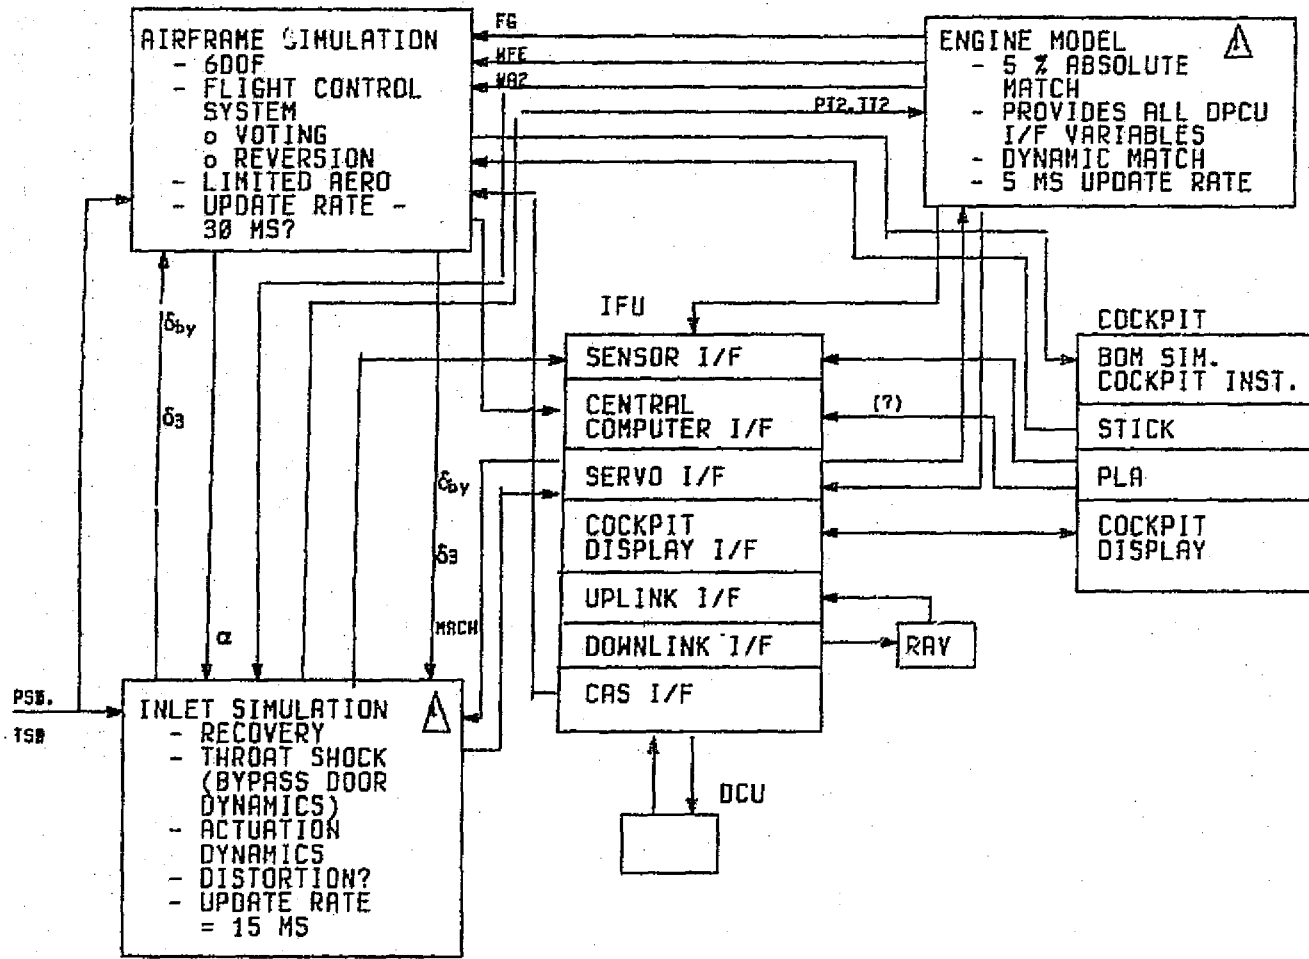 AIRFRAME SIMULATION
- 6DOF
- FLIGHT CONTROL
SYSTEM
o VOTING
o REVERSION
- LIMITED AERO
- UPDATE RATE -
30 MS?
FG
WFE
WA2
PT2,TT2
ENGINE MODEL
- 5 % ABSOLUTE
MATCH
- PROVIDES ALL DPCU
I/F VARIABLES
- DYNAMIC MATCH
- 5 MS UPDATE RATE
δby
δ3
α
δby
δ3
MACH
IFU
SENSOR I/F
CENTRAL
COMPUTER I/F
SERVO I/F
COCKPIT
DISPLAY I/F
UPLINK I/F
DOWNLINK I/F
CAS I/F
(?)
RAV
COCKPIT
BOM SIM.
COCKPIT INST.
STICK
PLA
COCKPIT
DISPLAY
INLET SIMULATION
- RECOVERY
- THROAT SHOCK
(BYPASS DOOR
DYNAMICS)
- ACTUATION
DYNAMICS
- DISTORTION?
- UPDATE RATE
= 15 MS
DCU